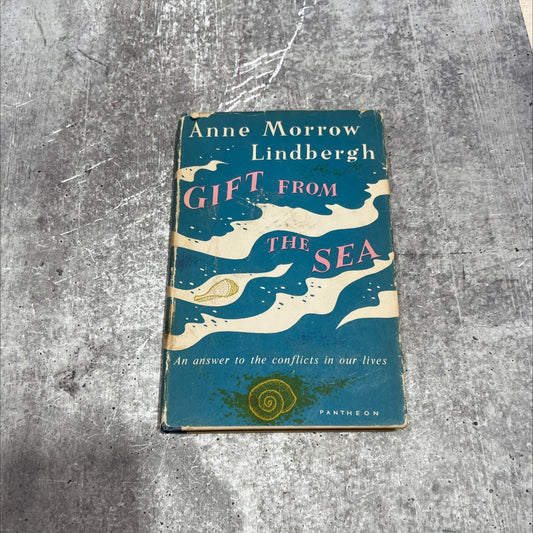 Anne Morrow
Lindbergh
GIFT FROM
THE SEA
An answer to the conflicts in our lives
PANTHEON